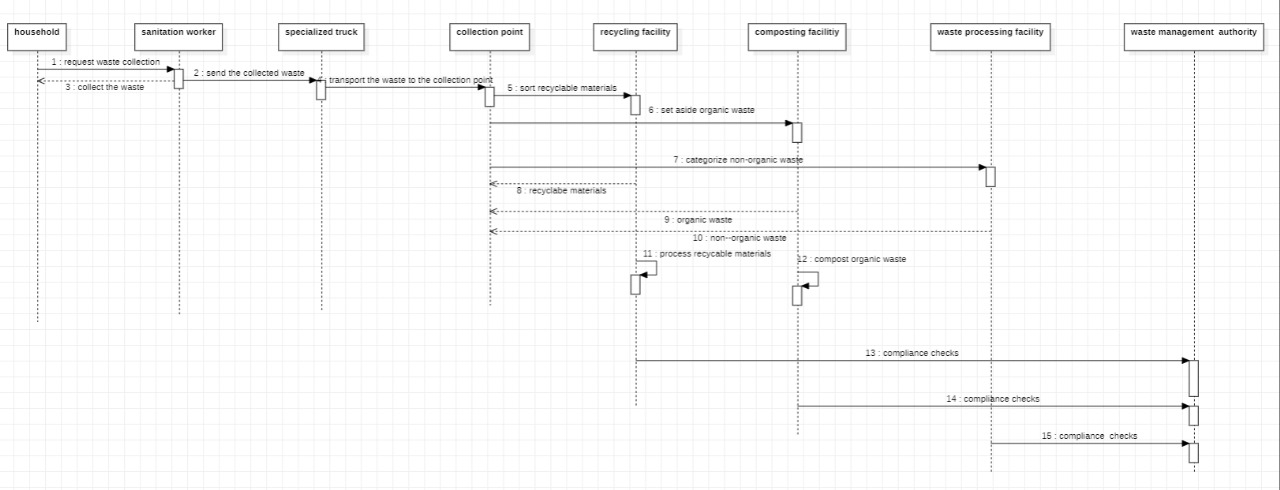 household
sanitation worker
specialized truck
collection point
recycling facility
composting facilitiy
waste processing facility
waste management authority
1 : request waste collection
2 : send the collected waste
3 : collect the waste
transport the waste to the collection point
5 : sort recyclable materials
6 : set aside organic waste
7 : categorize non-organic waste
8 : recyclabe materials
9 : organic waste
10 : non--organic waste
11 : process recycable materials
12 : compost organic waste
13 : compliance checks
14 : compliance checks
15 : compliance checks